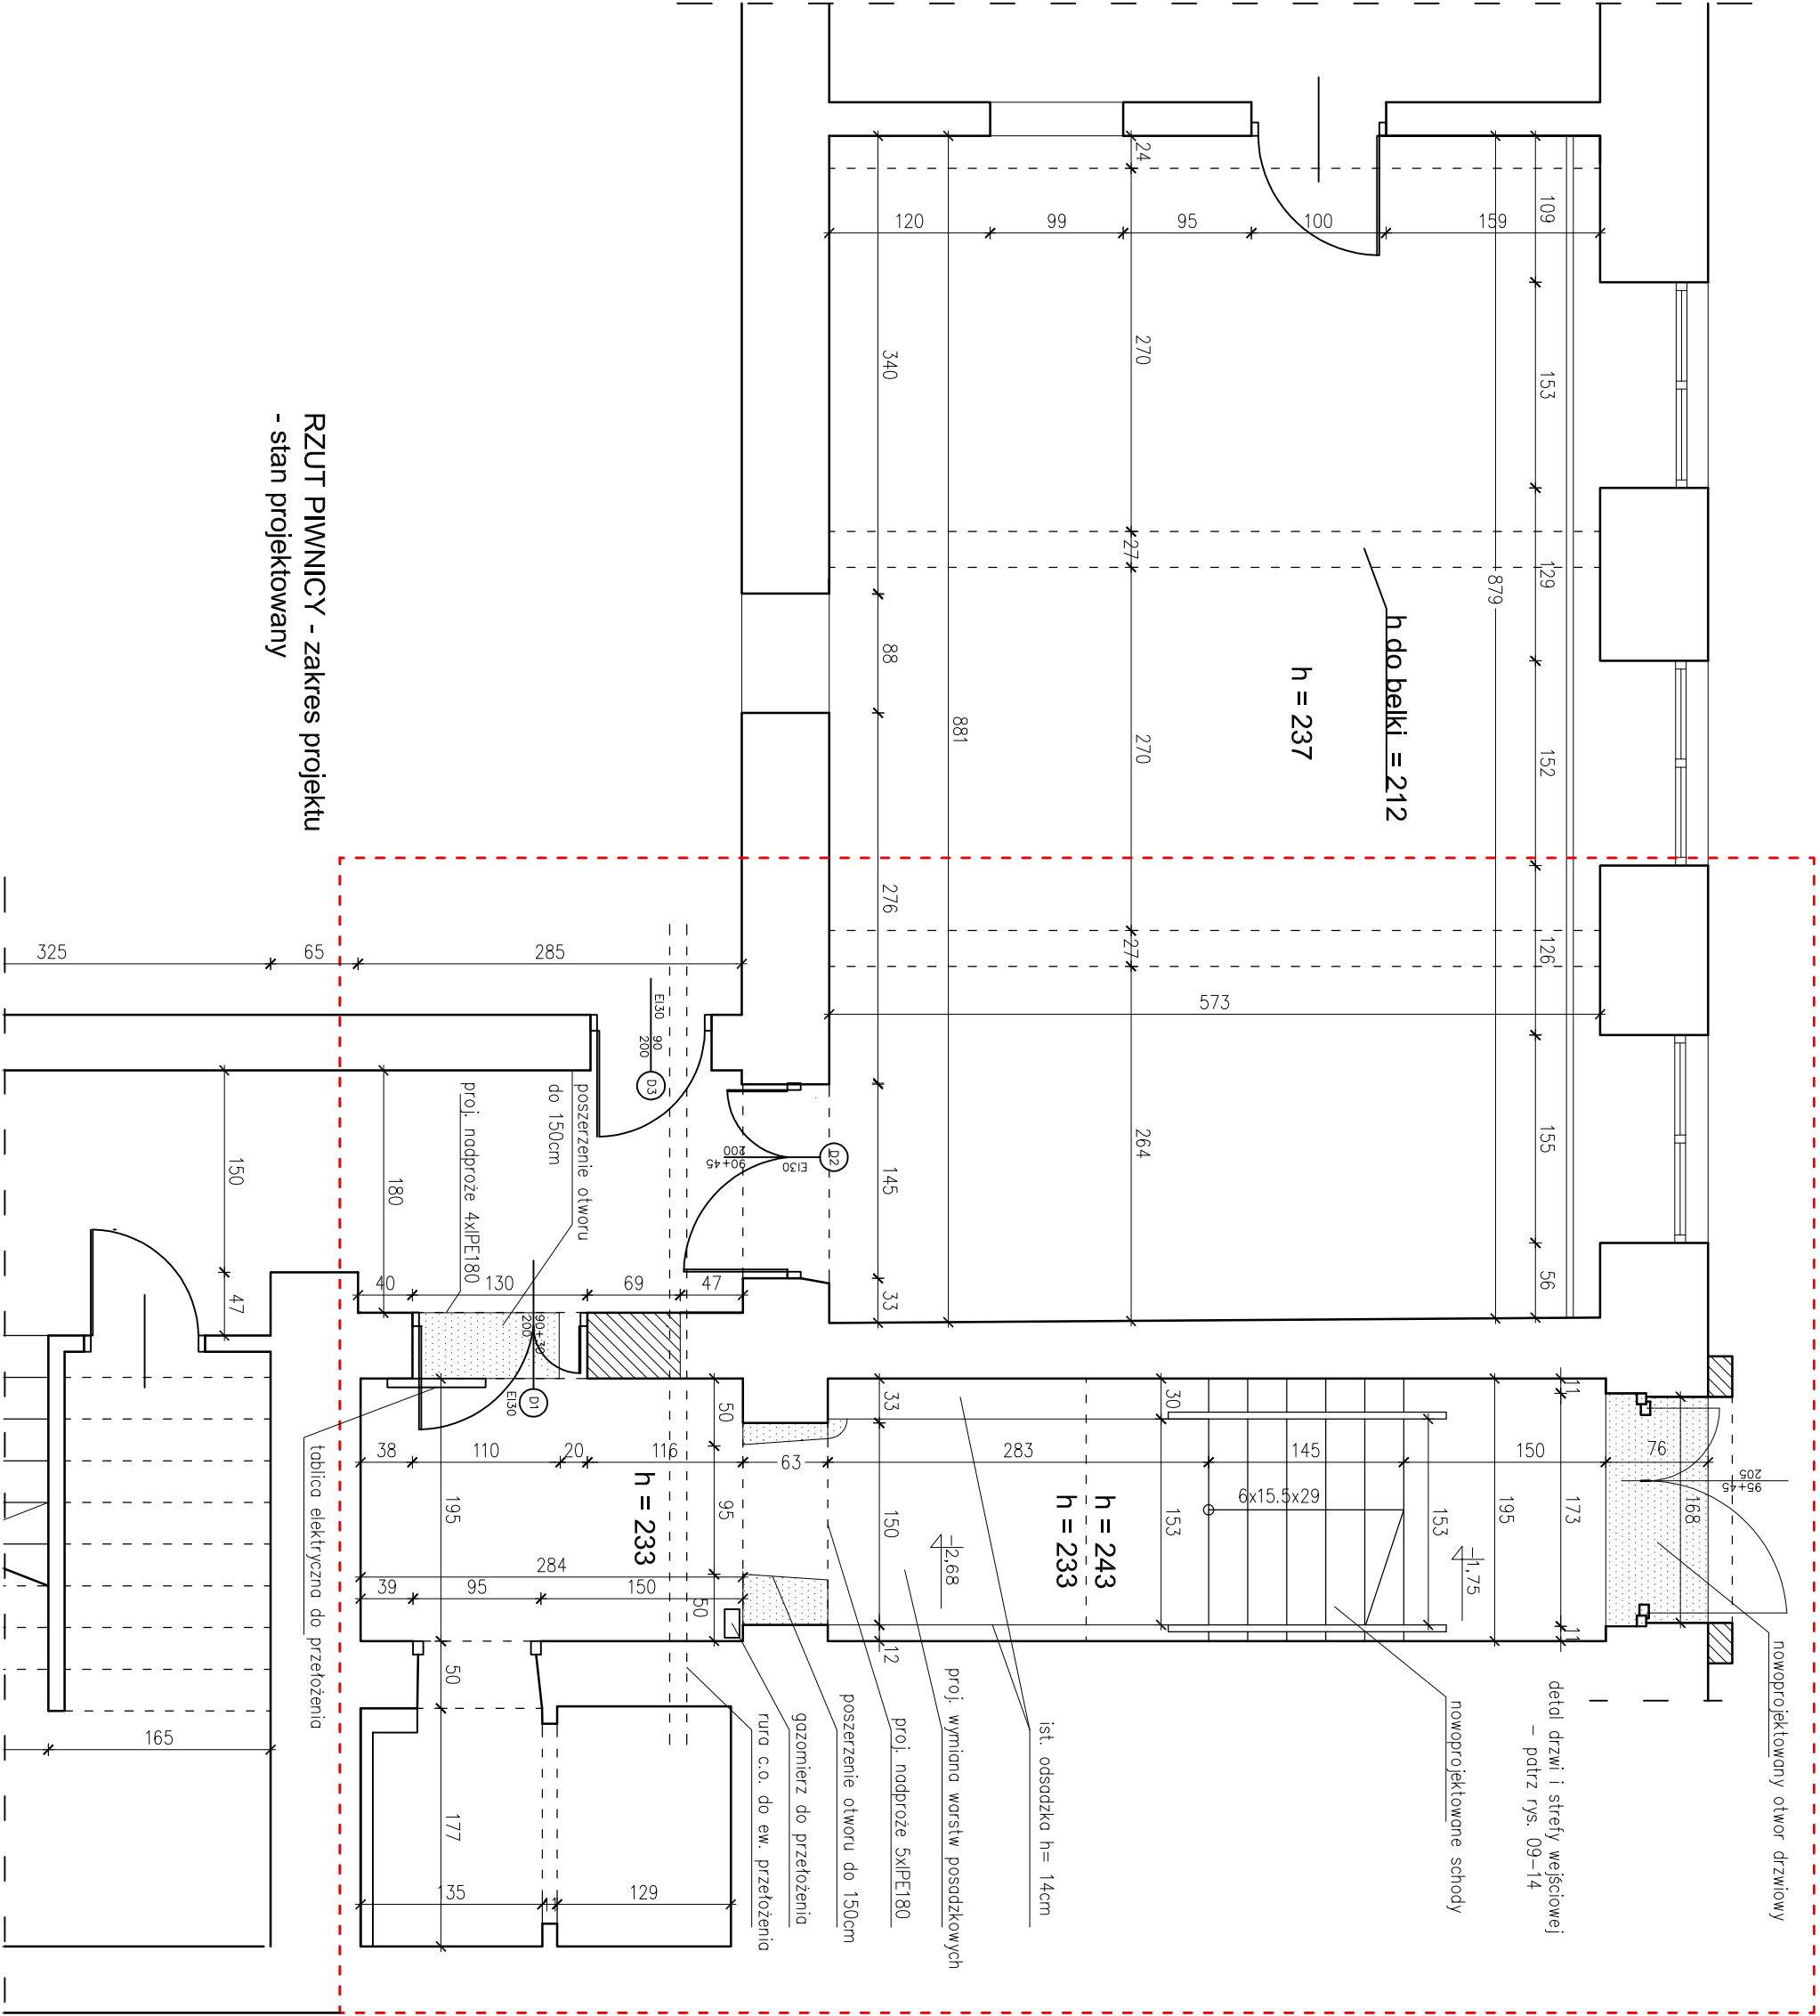 RZUT PIWNICY - zakres projektu
- stan projektowany
h do belki = 212
h = 237
h = 243
h = 233
h = 233
nowoprojektowany otwor drzwiowy
detal drzwi i strefy wejściowej
– patrz rys. 09–14
nowoprojektowane schody
ist. odsadzka h= 14cm
proj. wymiana warstw posadzkowych
proj. nadproże 5xIPE180
poszerzenie otworu do 150cm
gazomierz do przełożenia
rura c.o. do ew. przełożenia
tablica elektryczna do przełożenia
poszerzenie otworu
do 150cm
proj. nadproże 4xIPE180
109
153
129
152
126
155
56
879
24
270
27
270
27
264
881
340
88
276
145
33
120
99
95
100
159
573
325
65
285
EI30
90
200
D3
90+45
200
EI30
D2
90+30
200
EI30
D1
95+45
205
150
47
180
40
130
69
47
38
110
20
116
63
283
145
150
76
168
11
173
11
195
153
6x15.5x29
30
153
33
150
12
50
95
50
195
284
39
95
150
50
177
135
11
129
165
-2,68
-1,75